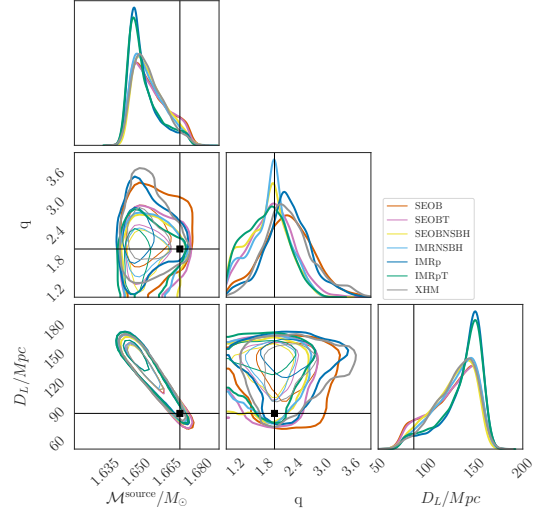 3.6
3.0
2.4
1.8
1.2
q
SEOB
SEOBT
SEOBNSBH
IMRNSBH
IMRp
IMRpT
XHM
180
150
120
90
60
D_L/Mpc
1.635
1.650
1.665
1.680
M^source/M_⊙
1.2
1.8
2.4
3.0
3.6
q
50
100
150
200
D_L/Mpc